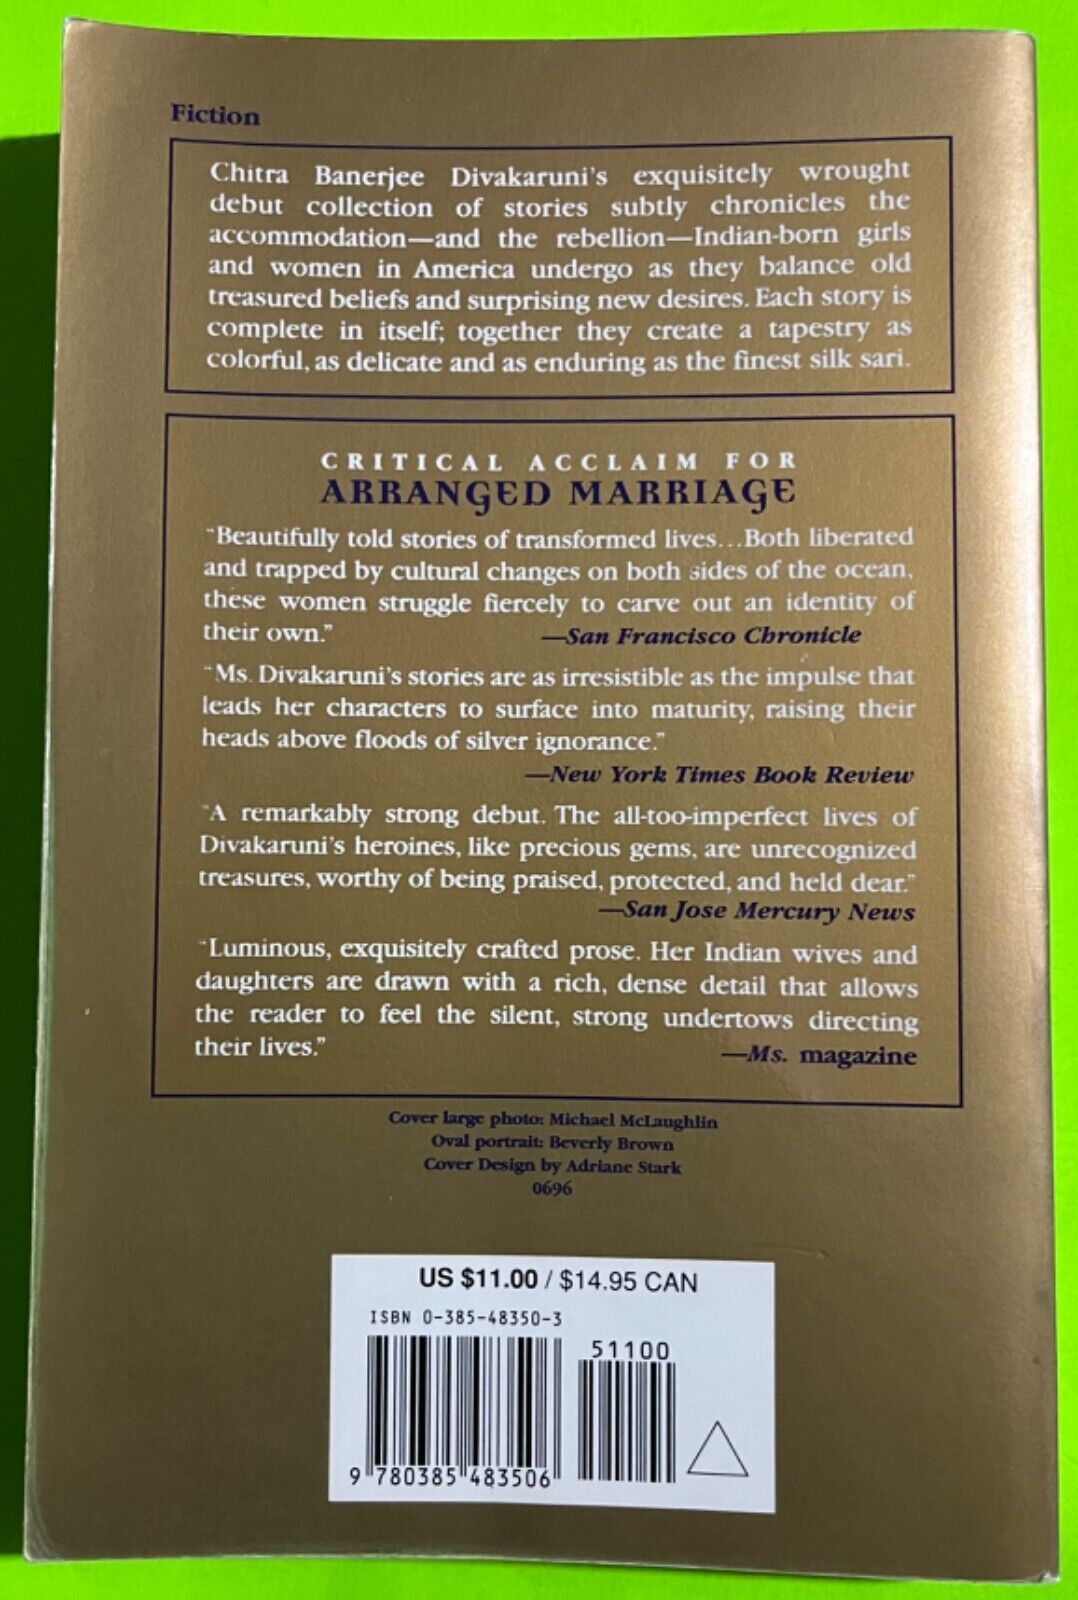 Fiction
Chitra Banerjee Divakaruni's exquisitely wrought
debut collection of stories subtly chronicles the
accommodation—and the rebellion—Indian-born girls
and women in America undergo as they balance old
treasured beliefs and surprising new desires. Each story is
complete in itself; together they create a tapestry as
colorful, as delicate and as enduring as the finest silk sari.
CRITICAL ACCLAIM FOR
ARRANGED MARRIAGE
"Beautifully told stories of transformed lives...Both liberated
and trapped by cultural changes on both sides of the ocean,
these women struggle fiercely to carve out an identity of
their own." —San Francisco Chronicle
"Ms. Divakaruni's stories are as irresistible as the impulse that
leads her characters to surface into maturity, raising their
heads above floods of silver ignorance."
—New York Times Book Review
"A remarkably strong debut. The all-too-imperfect lives of
Divakaruni's heroines, like precious gems, are unrecognized
treasures, worthy of being praised, protected, and held dear."
—San Jose Mercury News
"Luminous, exquisitely crafted prose. Her Indian wives and
daughters are drawn with a rich, dense detail that allows
the reader to feel the silent, strong undertows directing
their lives." —Ms. magazine
Cover large photo: Michael McLaughlin
Oval portrait: Beverly Brown
Cover Design by Adriane Stark
0696
US $11.00 / $14.95 CAN
ISBN 0-385-48350-3
51100
9 780385 483506